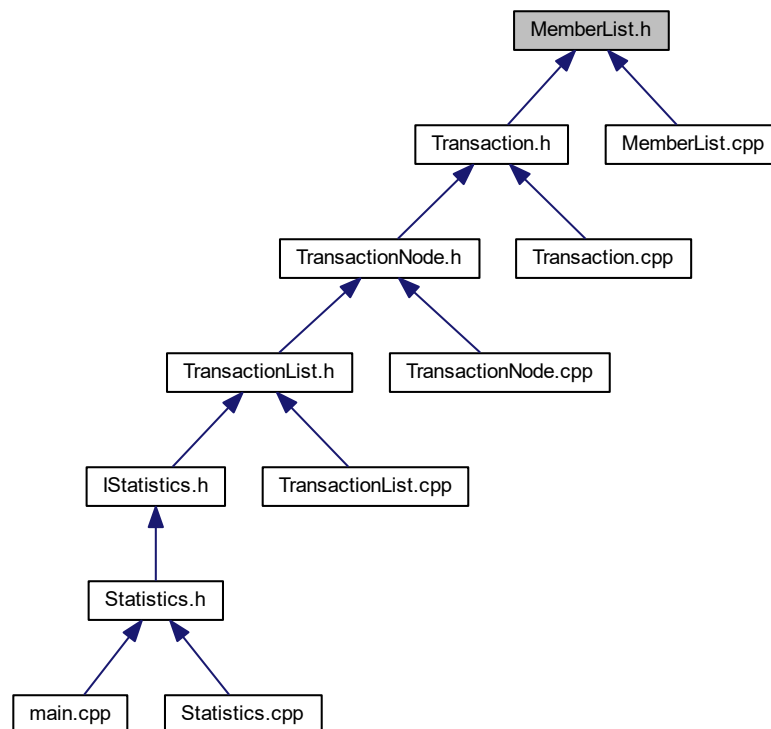 MemberList.h
Transaction.h
MemberList.cpp
TransactionNode.h
Transaction.cpp
TransactionList.h
TransactionNode.cpp
IStatistics.h
TransactionList.cpp
Statistics.h
main.cpp
Statistics.cpp